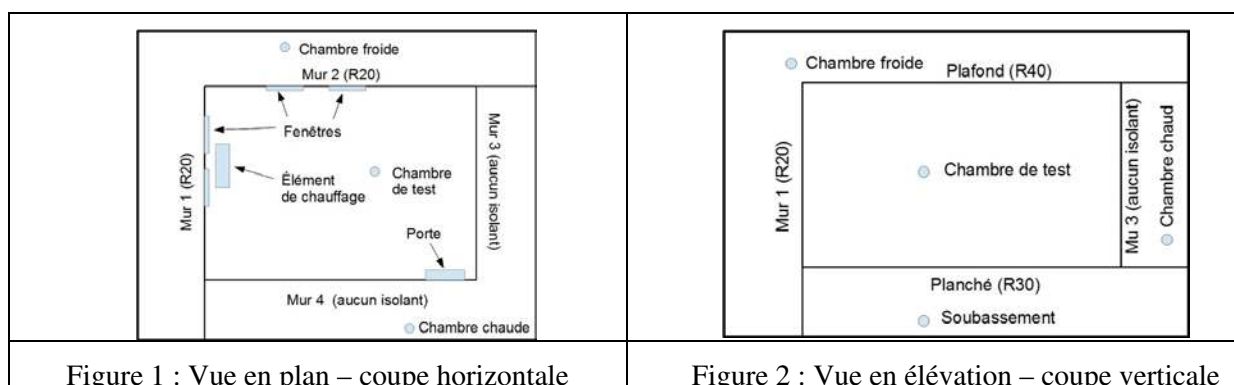 Chambre froide
Mur 2 (R20)
Fenêtres
Mur 1 (R20)
Élément
de chauffage
Chambre
de test
Mur 3 (aucun isolant)
Porte
Mur 4 (aucun isolant)
Chambre chaude
Figure 1 : Vue en plan – coupe horizontale
Chambre froide
Plafond (R40)
Mur 1 (R20)
Chambre de test
Mu 3 (aucun isolant)
Chambre chaud
Planché (R30)
Soubassement
Figure 2 : Vue en élévation – coupe verticale